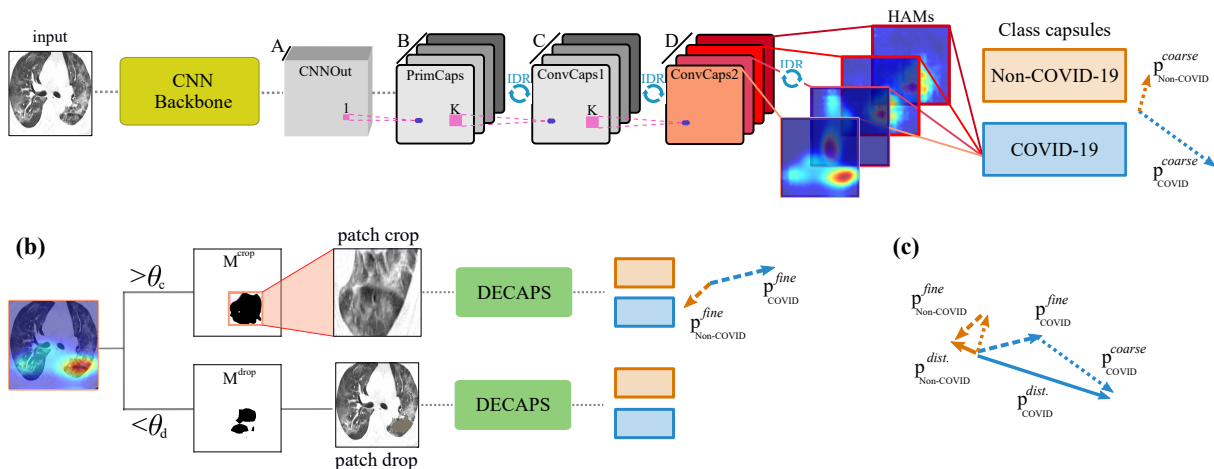 input
CNN
Backbone
A
CNNOut
1
B
PrimCaps
K
IDR
C
ConvCaps1
K
IDR
D
ConvCaps2
IDR
HAMs
Class capsules
Non-COVID-19
COVID-19
p coarse Non-COVID
p coarse COVID
(b)
>θc
M crop
patch crop
DECAPS
p fine COVID
p fine Non-COVID
<θd
M drop
patch drop
DECAPS
(c)
p fine Non-COVID
p fine COVID
p dist. Non-COVID
p coarse COVID
p dist. COVID